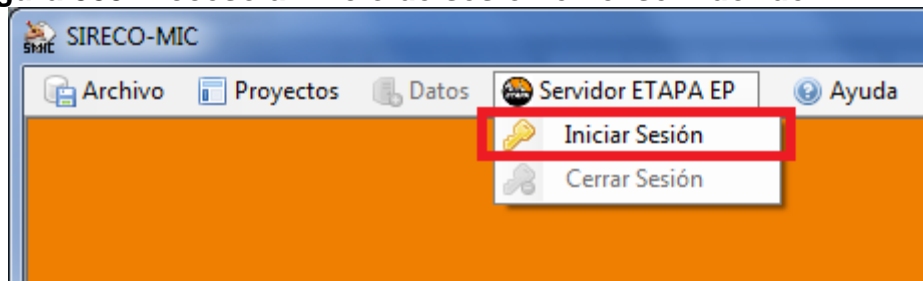 SIRECO-MIC
Archivo Proyectos Datos Servidor ETAPA EP Ayuda
Iniciar Sesión
Cerrar Sesión